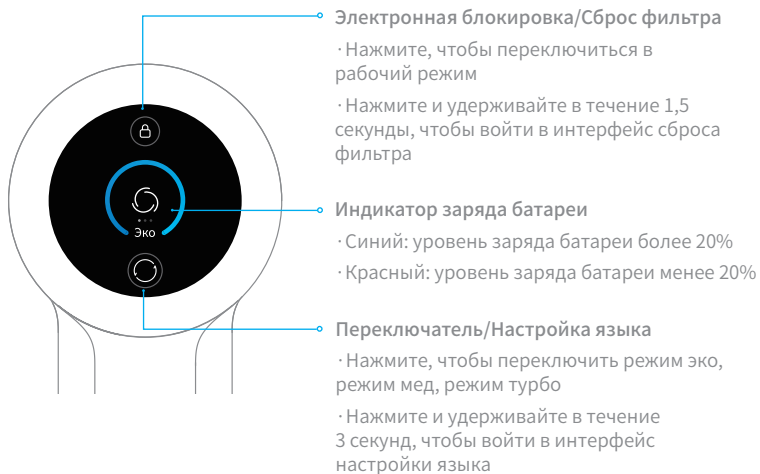 Электронная блокировка/Сброс фильтра
·Нажмите, чтобы переключиться в
рабочий режим
·Нажмите и удерживайте в течение 1,5
секунды, чтобы войти в интерфейс сброса
фильтра
Эко
Индикатор заряда батареи
·Синий: уровень заряда батареи более 20%
·Красный: уровень заряда батареи менее 20%
Переключатель/Настройка языка
·Нажмите, чтобы переключить режим эко,
режим мед, режим турбо
·Нажмите и удерживайте в течение
3 секунд, чтобы войти в интерфейс
настройки языка